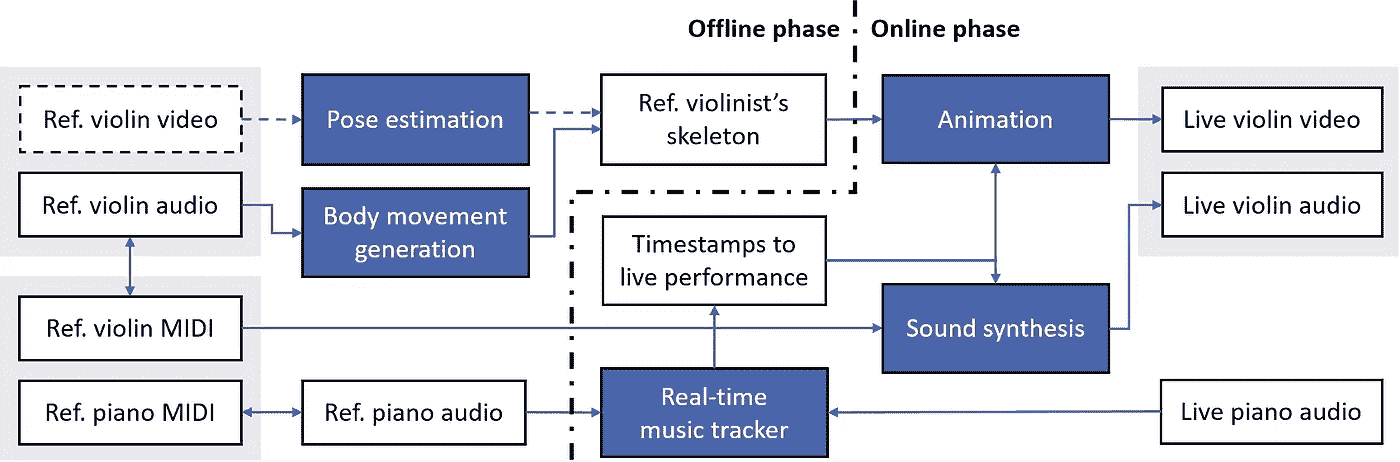 Offline phase
Online phase
Ref. violin video
Pose estimation
Ref. violinist's
skeleton
Animation
Live violin video
Ref. violin audio
Body movement
generation
Live violin audio
Timestamps to
live performance
Ref. violin MIDI
Sound synthesis
Ref. piano MIDI
Ref. piano audio
Real-time
music tracker
Live piano audio